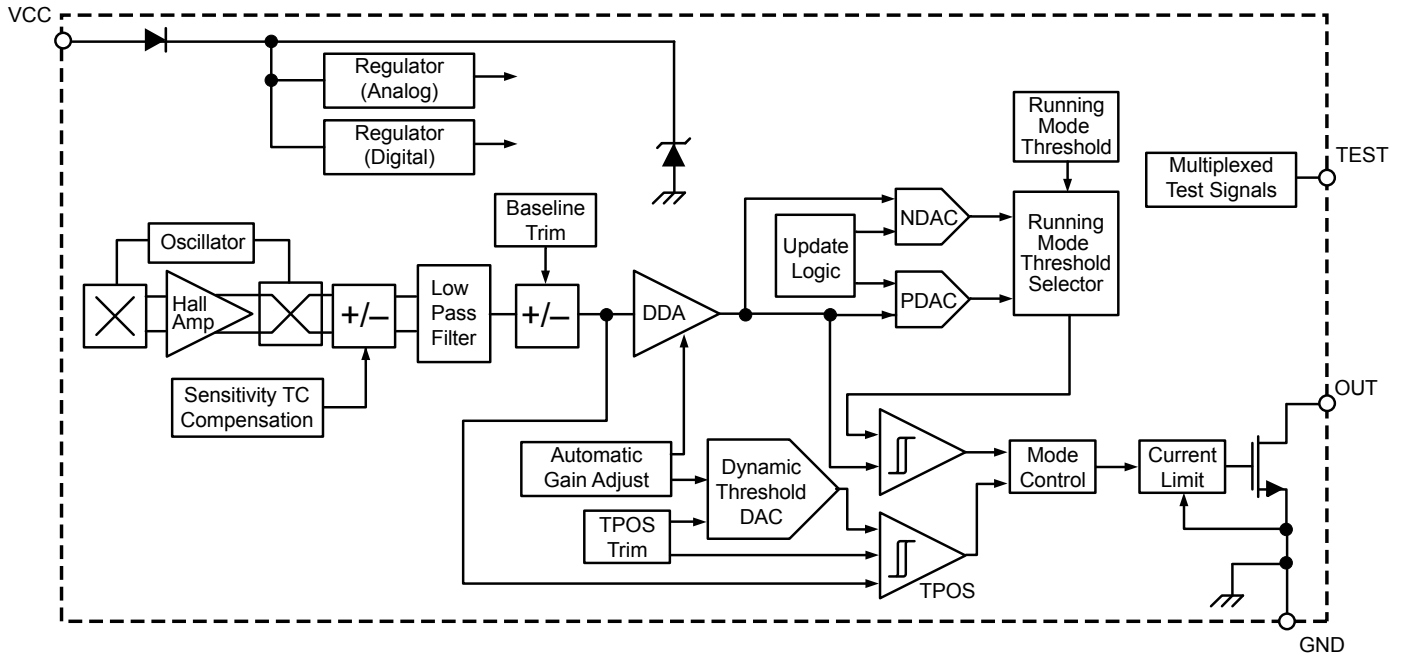 VCC
Regulator
(Analog)
Regulator
(Digital)
Running
Mode
Threshold
TEST
Multiplexed
Test Signals
Baseline
Trim
Oscillator
NDAC
Update
Logic
PDAC
Running
Mode
Threshold
Selector
Hall
Amp
+/–
Low
Pass
Filter
+/–
DDA
Sensitivity TC
Compensation
OUT
Automatic
Gain Adjust
Dynamic
Threshold
DAC
Mode
Control
Current
Limit
TPOS
Trim
TPOS
GND